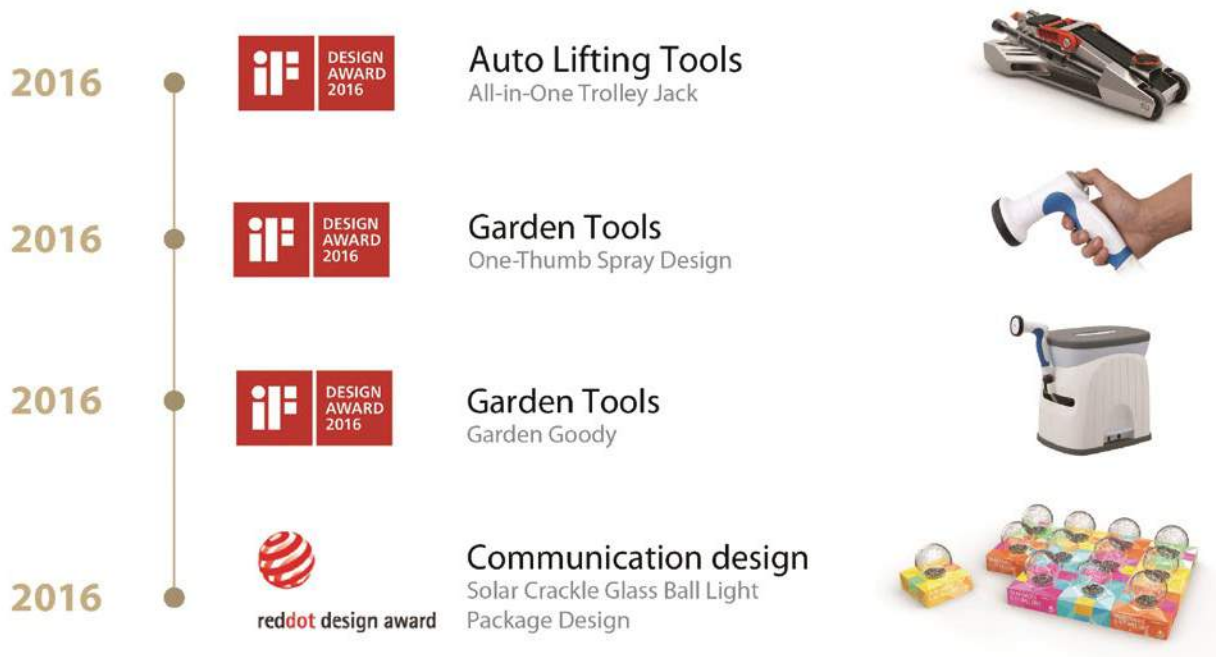 2016
iF
DESIGN
AWARD
2016
Auto Lifting Tools
All-in-One Trolley Jack
2016
iF
DESIGN
AWARD
2016
Garden Tools
One-Thumb Spray Design
2016
iF
DESIGN
AWARD
2016
Garden Tools
Garden Goody
2016
reddot design award
Communication design
Solar Crackle Glass Ball Light
Package Design